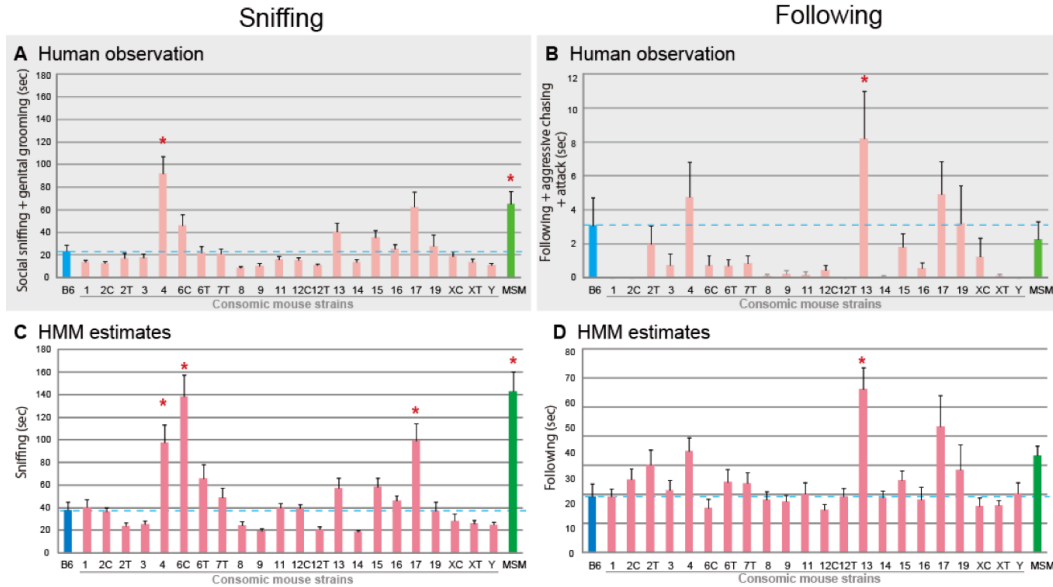 Sniffing
Following
A Human observation
B Human observation
Social sniffing + genital grooming (sec)
180
160
140
120
100
80
60
40
20
0
*
*
B6 1 2C 2T 3 4 6C 6T 7T 8 9 11 12C 12T 13 14 15 16 17 19 XC XT Y MSM
Consomic mouse strains
Following + aggressive chasing
+ attack (sec)
12
10
8
6
4
2
0
*
B6 1 2C 2T 3 4 6C 6T 7T 8 9 11 12C 12T 13 14 15 16 17 19 XC XT Y MSM
Consomic mouse strains
C HMM estimates
D HMM estimates
Sniffing (sec)
180
160
140
120
100
80
60
40
20
0
*
*
*
*
B6 1 2C 2T 3 4 6C 6T 7T 8 9 11 12C 12T 13 14 15 16 17 19 XC XT Y MSM
Consomic mouse strains
Following (sec)
80
70
60
50
40
30
20
10
0
*
B6 1 2C 2T 3 4 6C 6T 7T 8 9 11 12C 12T 13 14 15 16 17 19 XC XT Y MSM
Consomic mouse strains